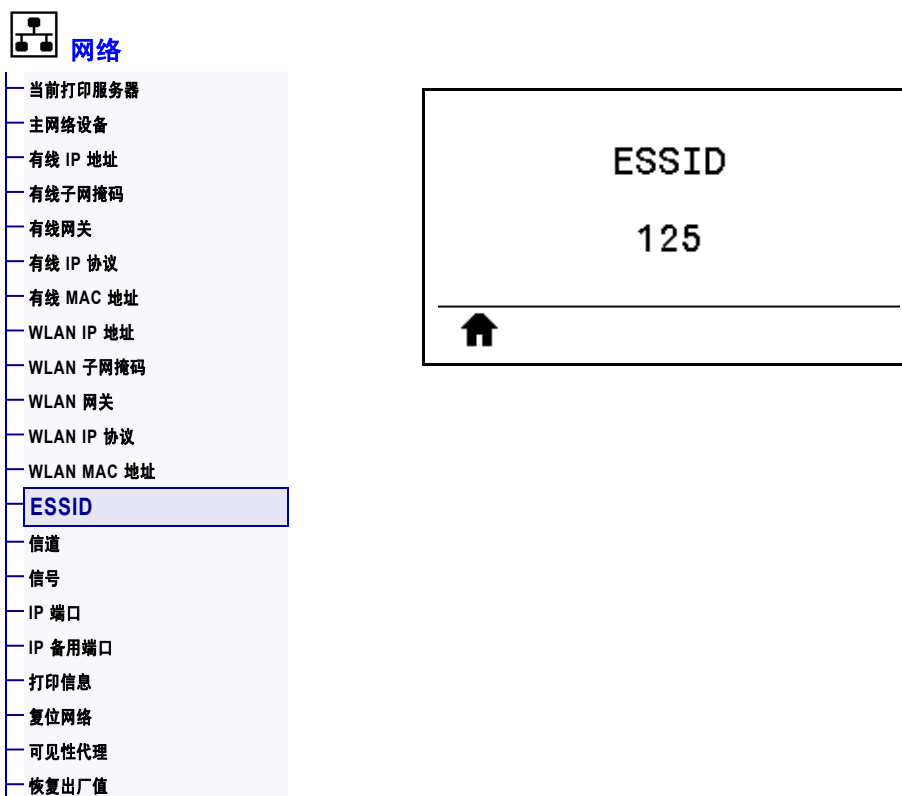 网络
当前打印服务器
主网络设备
有线 IP 地址
有线子网掩码
有线网关
有线 IP 协议
有线 MAC 地址
WLAN IP 地址
WLAN 子网掩码
WLAN 网关
WLAN IP 协议
WLAN MAC 地址
ESSID
信道
信号
IP 端口
IP 备用端口
打印信息
复位网络
可见性代理
恢复出厂值
ESSID
125